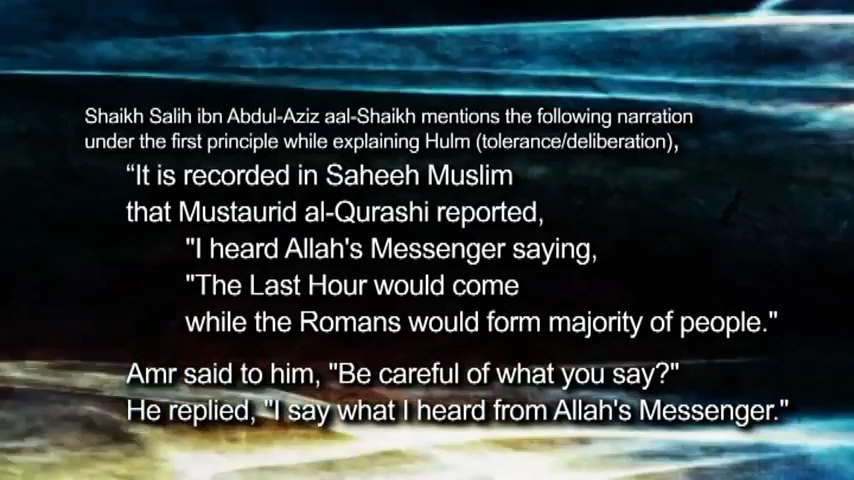 Shaikh Salih ibn Abdul-Aziz aal-Shaikh mentions the following narration
under the first principle while explaining Hulm (tolerance/deliberation),
“It is recorded in Saheeh Muslim
that Mustaurid al-Qurashi reported,
"I heard Allah's Messenger saying,
"The Last Hour would come
while the Romans would form majority of people."
Amr said to him, "Be careful of what you say?"
He replied, "I say what I heard from Allah's Messenger."